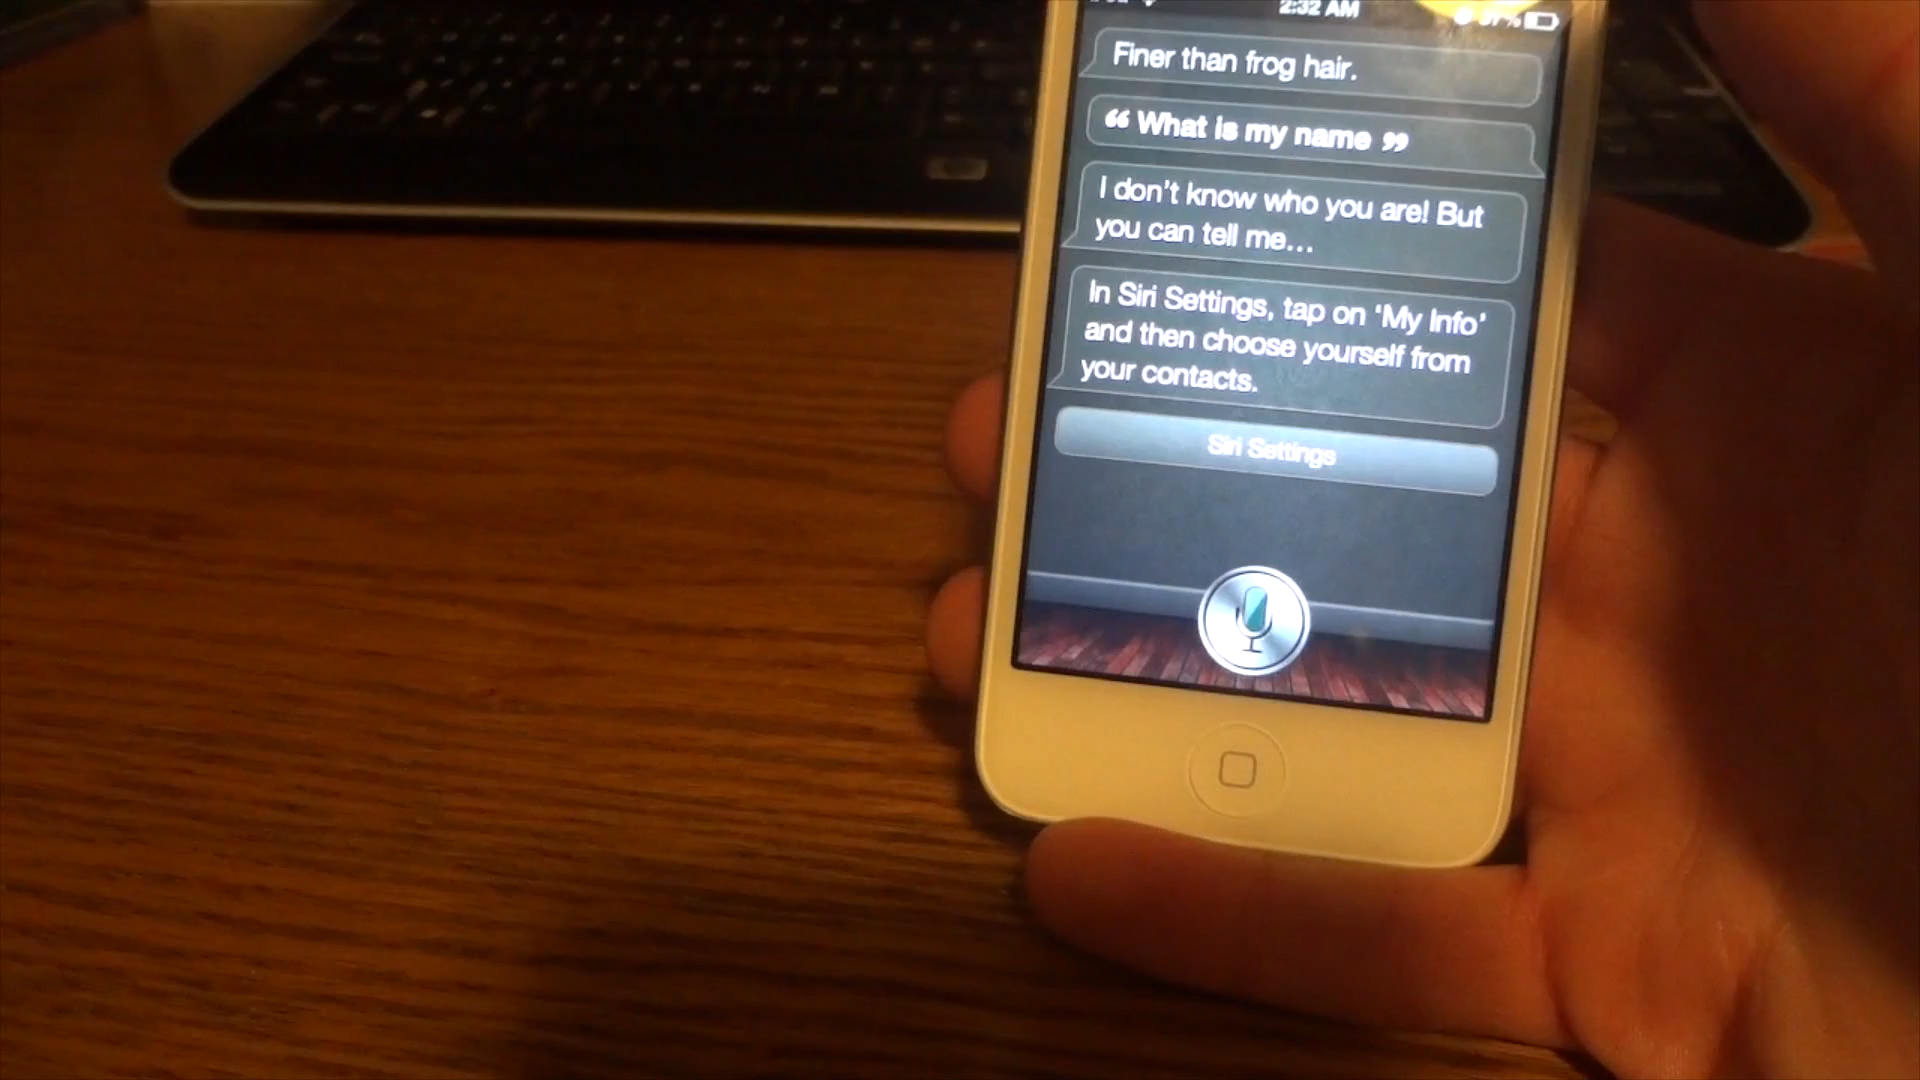 2:32 AM
Finer than frog hair.
“ What is my name ”
I don't know who you are! But
you can tell me...
In Siri Settings, tap on 'My Info'
and then choose yourself from
your contacts.
Siri Settings